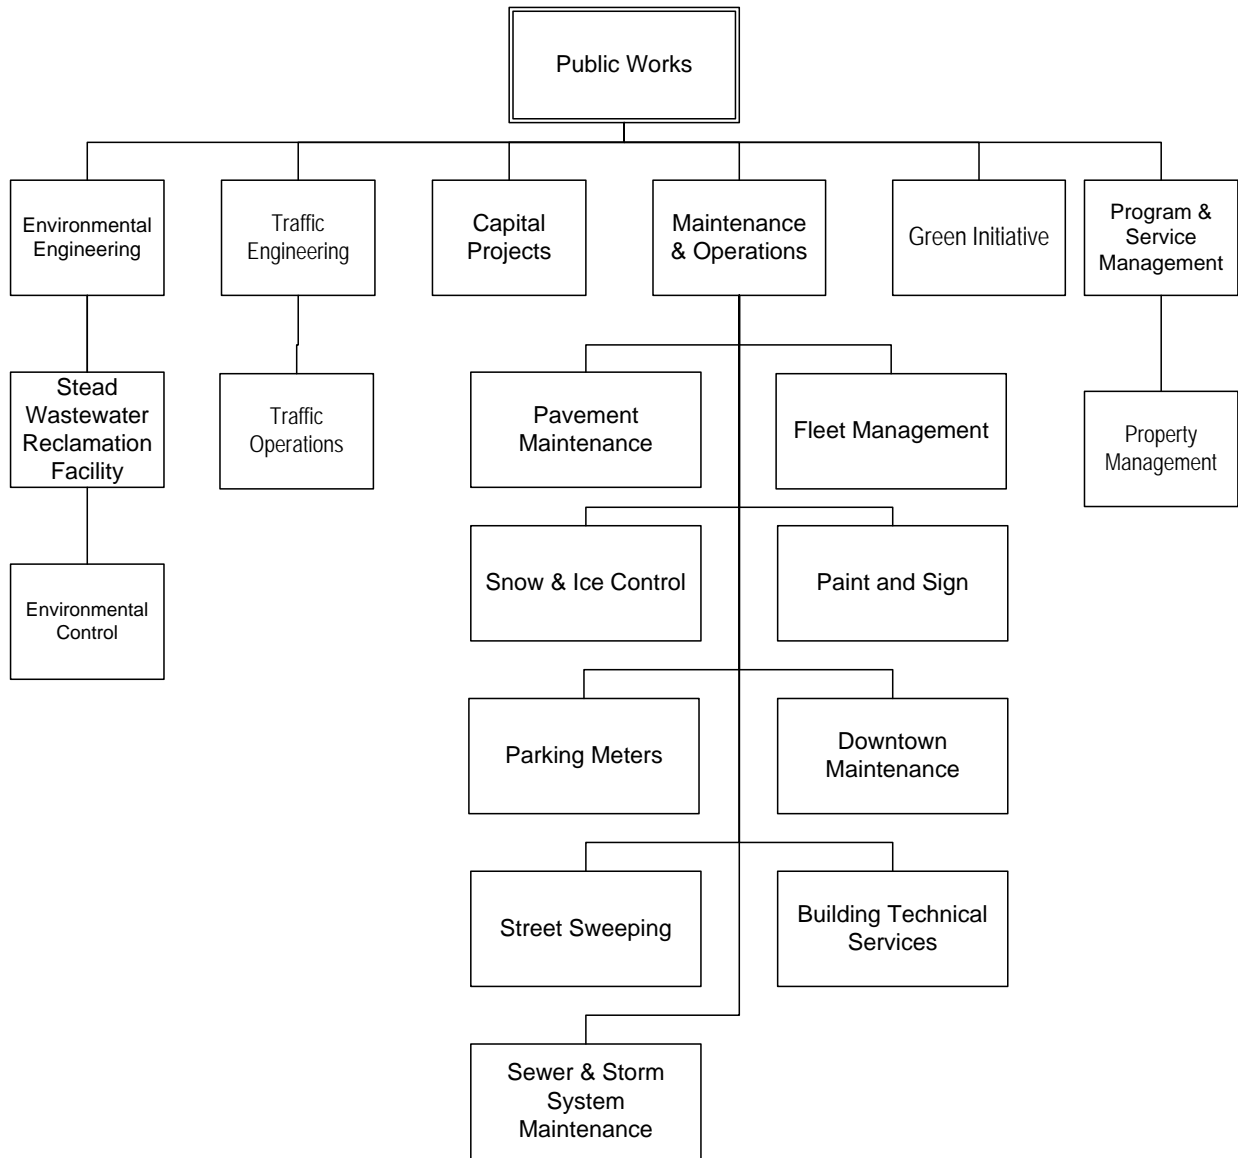 Public Works
Environmental
Engineering
Traffic
Engineering
Capital
Projects
Maintenance
& Operations
Green Initiative
Program &
Service
Management
Stead
Wastewater
Reclamation
Facility
Traffic
Operations
Pavement
Maintenance
Fleet Management
Property
Management
Environmental
Control
Snow & Ice Control
Paint and Sign
Parking Meters
Downtown
Maintenance
Street Sweeping
Building Technical
Services
Sewer & Storm
System
Maintenance